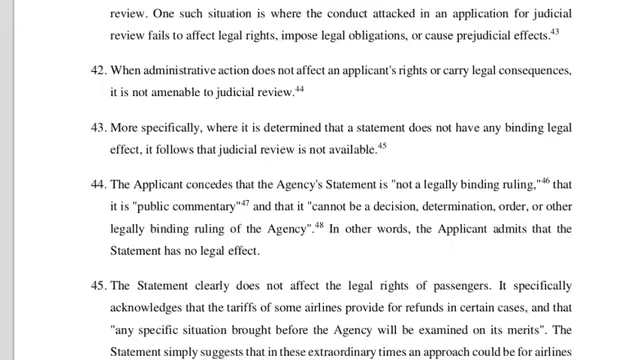 review. One such situation is where the conduct attacked in an application for judicial
review fails to affect legal rights, impose legal obligations, or cause prejudicial effects.43
42. When administrative action does not affect an applicant's rights or carry legal consequences,
it is not amenable to judicial review.44
43. More specifically, where it is determined that a statement does not have any binding legal
effect, it follows that judicial review is not available.45
44. The Applicant concedes that the Agency's Statement is "not a legally binding ruling,"46 that
it is "public commentary"47 and that it "cannot be a decision, determination, order, or other
legally binding ruling of the Agency".48 In other words, the Applicant admits that the
Statement has no legal effect.
45. The Statement clearly does not affect the legal rights of passengers. It specifically
acknowledges that the tariffs of some airlines provide for refunds in certain cases, and that
"any specific situation brought before the Agency will be examined on its merits". The
Statement simply suggests that in these extraordinary times an approach could be for airlines